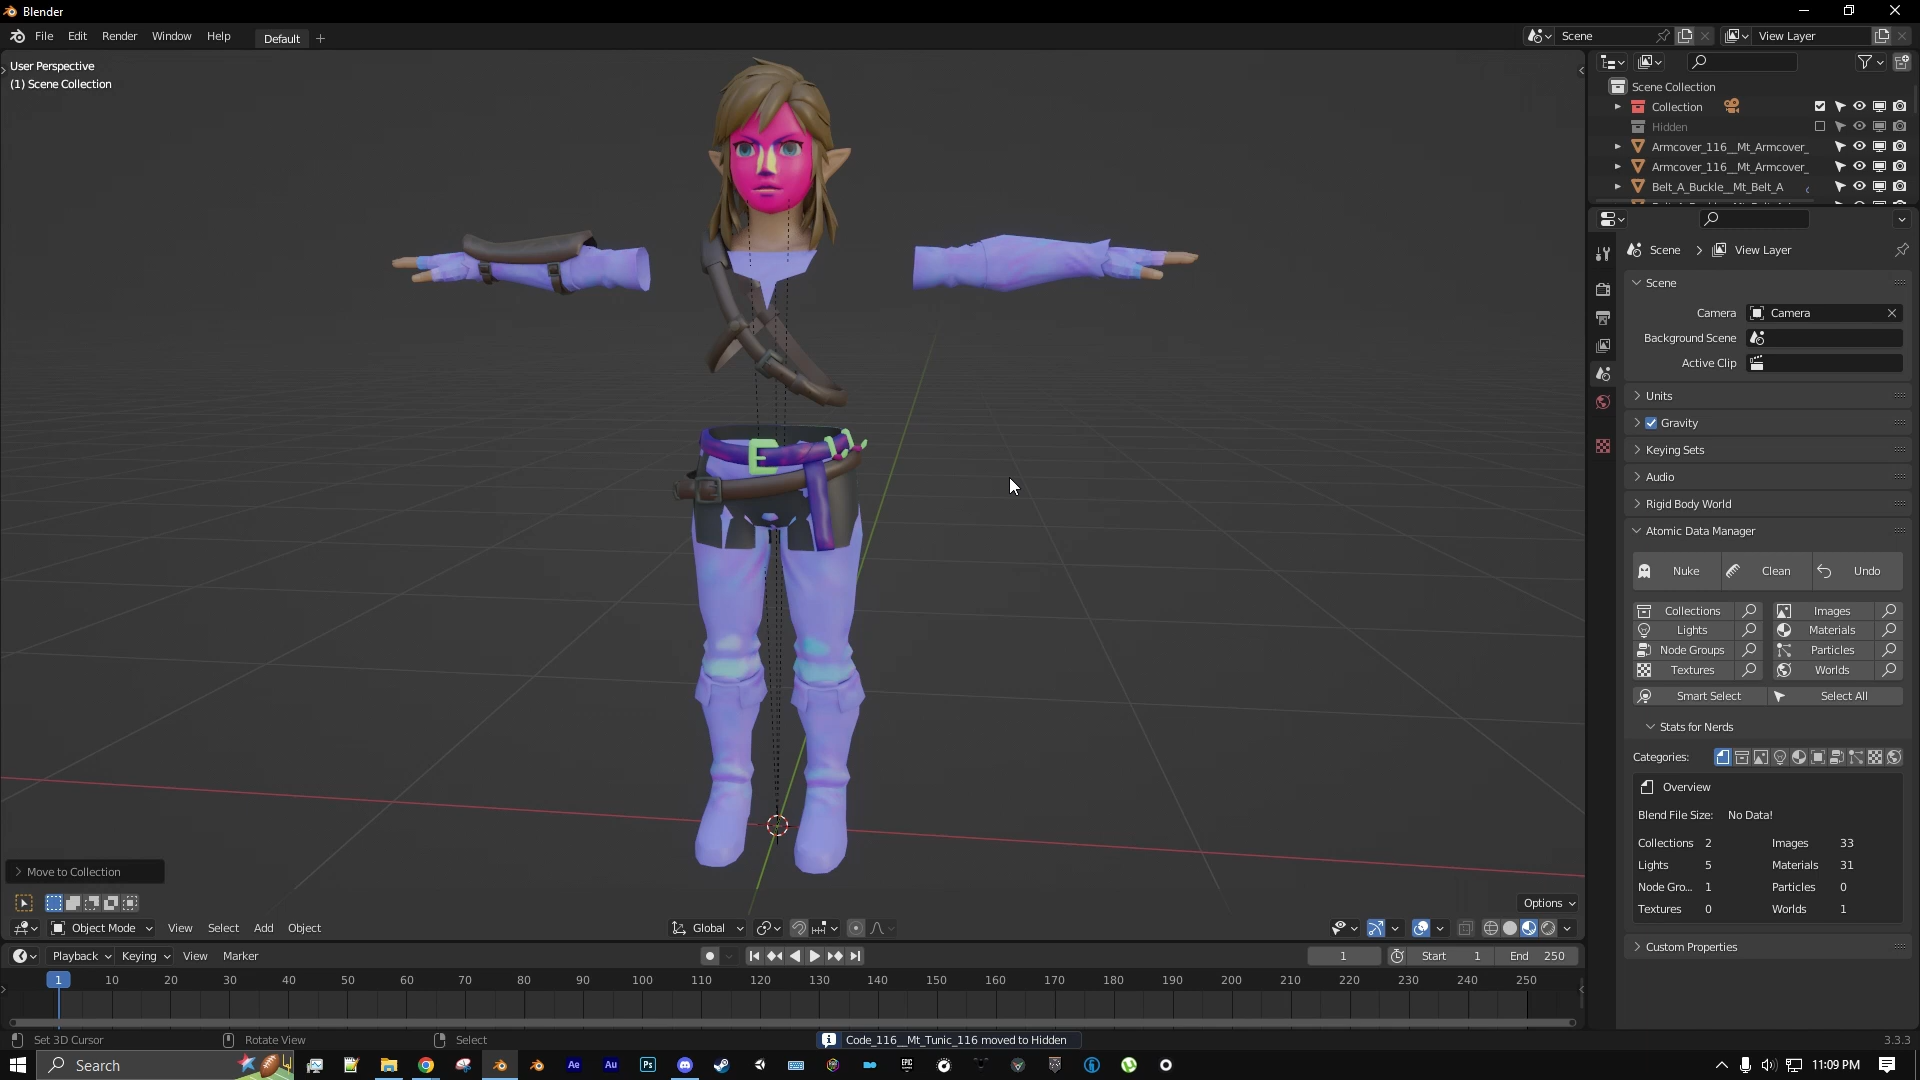 Blender
File Edit Render Window Help Default
Scene View Layer
User Perspective
(1) Scene Collection
Scene Collection
Collection
Hidden
Armcover_116__Mt_Armcover_
Armcover_116__Mt_Armcover_
Belt_A_Buckle__Mt_Belt_A
Scene View Layer
Scene
Camera Camera
Background Scene
Active Clip
Units
Gravity
Keying Sets
Audio
Rigid Body World
Atomic Data Manager
Nuke Clean Undo
Collections Images
Lights Materials
Node Groups Particles
Textures Worlds
Smart Select Select All
Stats for Nerds
Categories:
Overview
Blend File Size: No Data!
Collections 2 Images 33
Lights 5 Materials 31
Node Gro... 1 Particles 0
Textures 0 Worlds 1
Custom Properties
Move to Collection
Options
Object Mode View Select Add Object Global
Playback Keying View Marker 1 Start 1 End 250
1 10 20 30 40 50 60 70 80 90 100 110 120 130 140 150 160 170 180 190 200 210 220 230 240 250
Set 3D Cursor Rotate View Select Code_116__Mt_Tunic_116 moved to Hidden 3.3.3
Search Ae Au Ps 11:09 PM